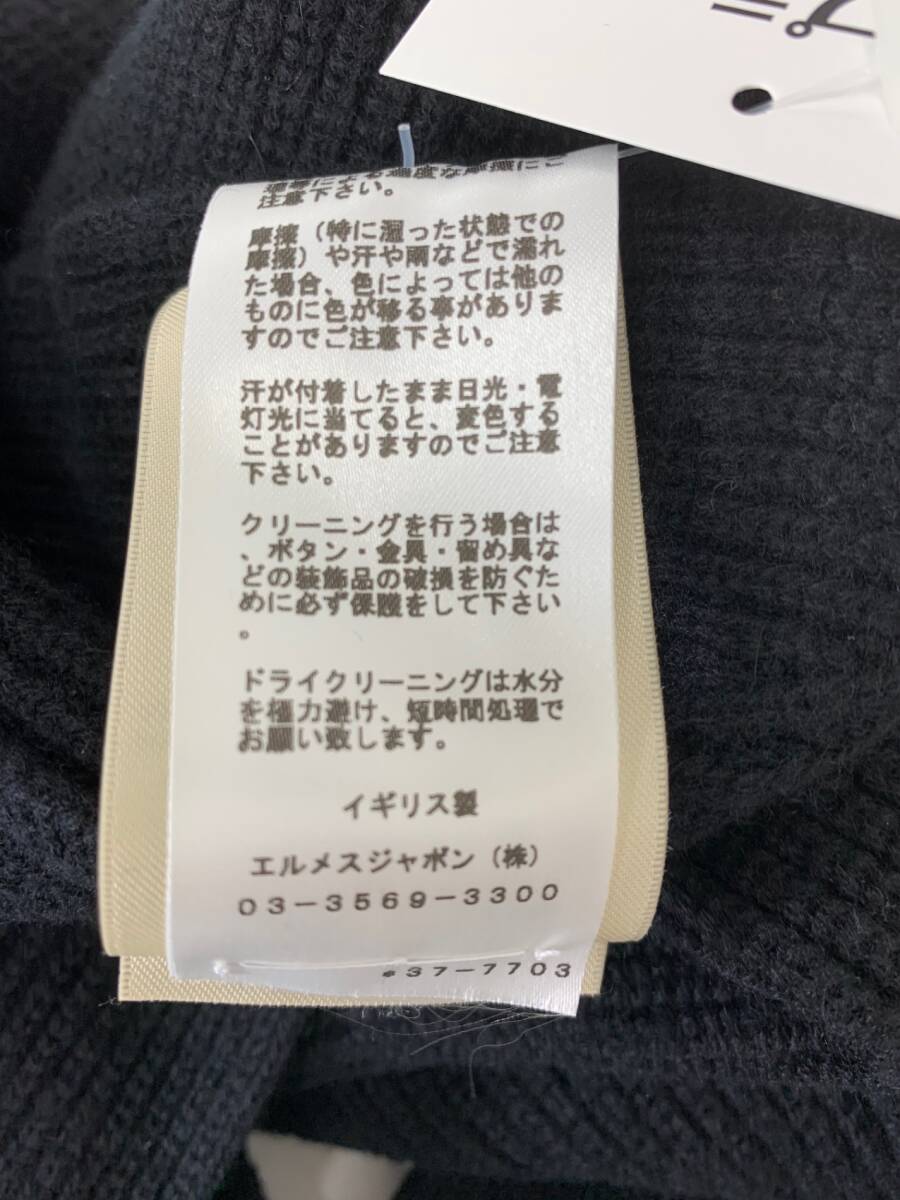 プミ
注意下さい。
摩擦（特に湿った状態での
摩擦）や汗や雨などで濡れ
た場合、色によっては他の
ものに色が移る事がありま
すのでご注意下さい。
汗が付着したまま日光・電
灯光に当てると、変色する
ことがありますのでご注意
下さい。
クリーニングを行う場合は
、ボタン・金具・留め具な
どの装飾品の破損を防ぐた
めに必ず保護をして下さい
。
ドライクリーニングは水分
を極力避け、短時間処理で
お願い致します。
イギリス製
エルメスジャポン（株）
03－3569－3300
37－7703